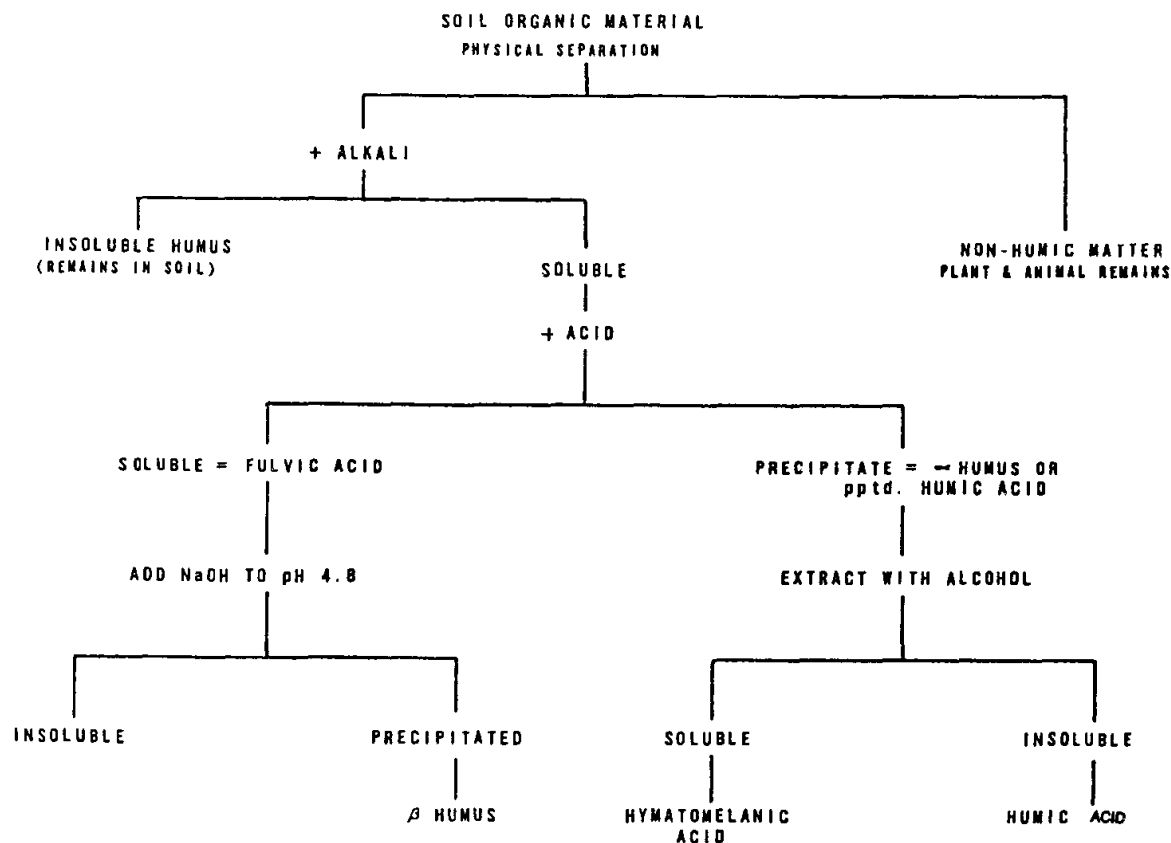 SOIL ORGANIC MATERIAL
PHYSICAL SEPARATION
+ ALKALI
INSOLUBLE HUMUS
(REMAINS IN SOIL)
SOLUBLE
NON-HUMIC MATTER
PLANT & ANIMAL REMAINS
+ ACID
SOLUBLE = FULVIC ACID
PRECIPITATE = ∝ HUMUS OR
pptd. HUMIC ACID
ADD NaOH TO pH 4.8
EXTRACT WITH ALCOHOL
INSOLUBLE
PRECIPITATED
SOLUBLE
INSOLUBLE
β HUMUS
HYMATOMELANIC
ACID
HUMIC ACID